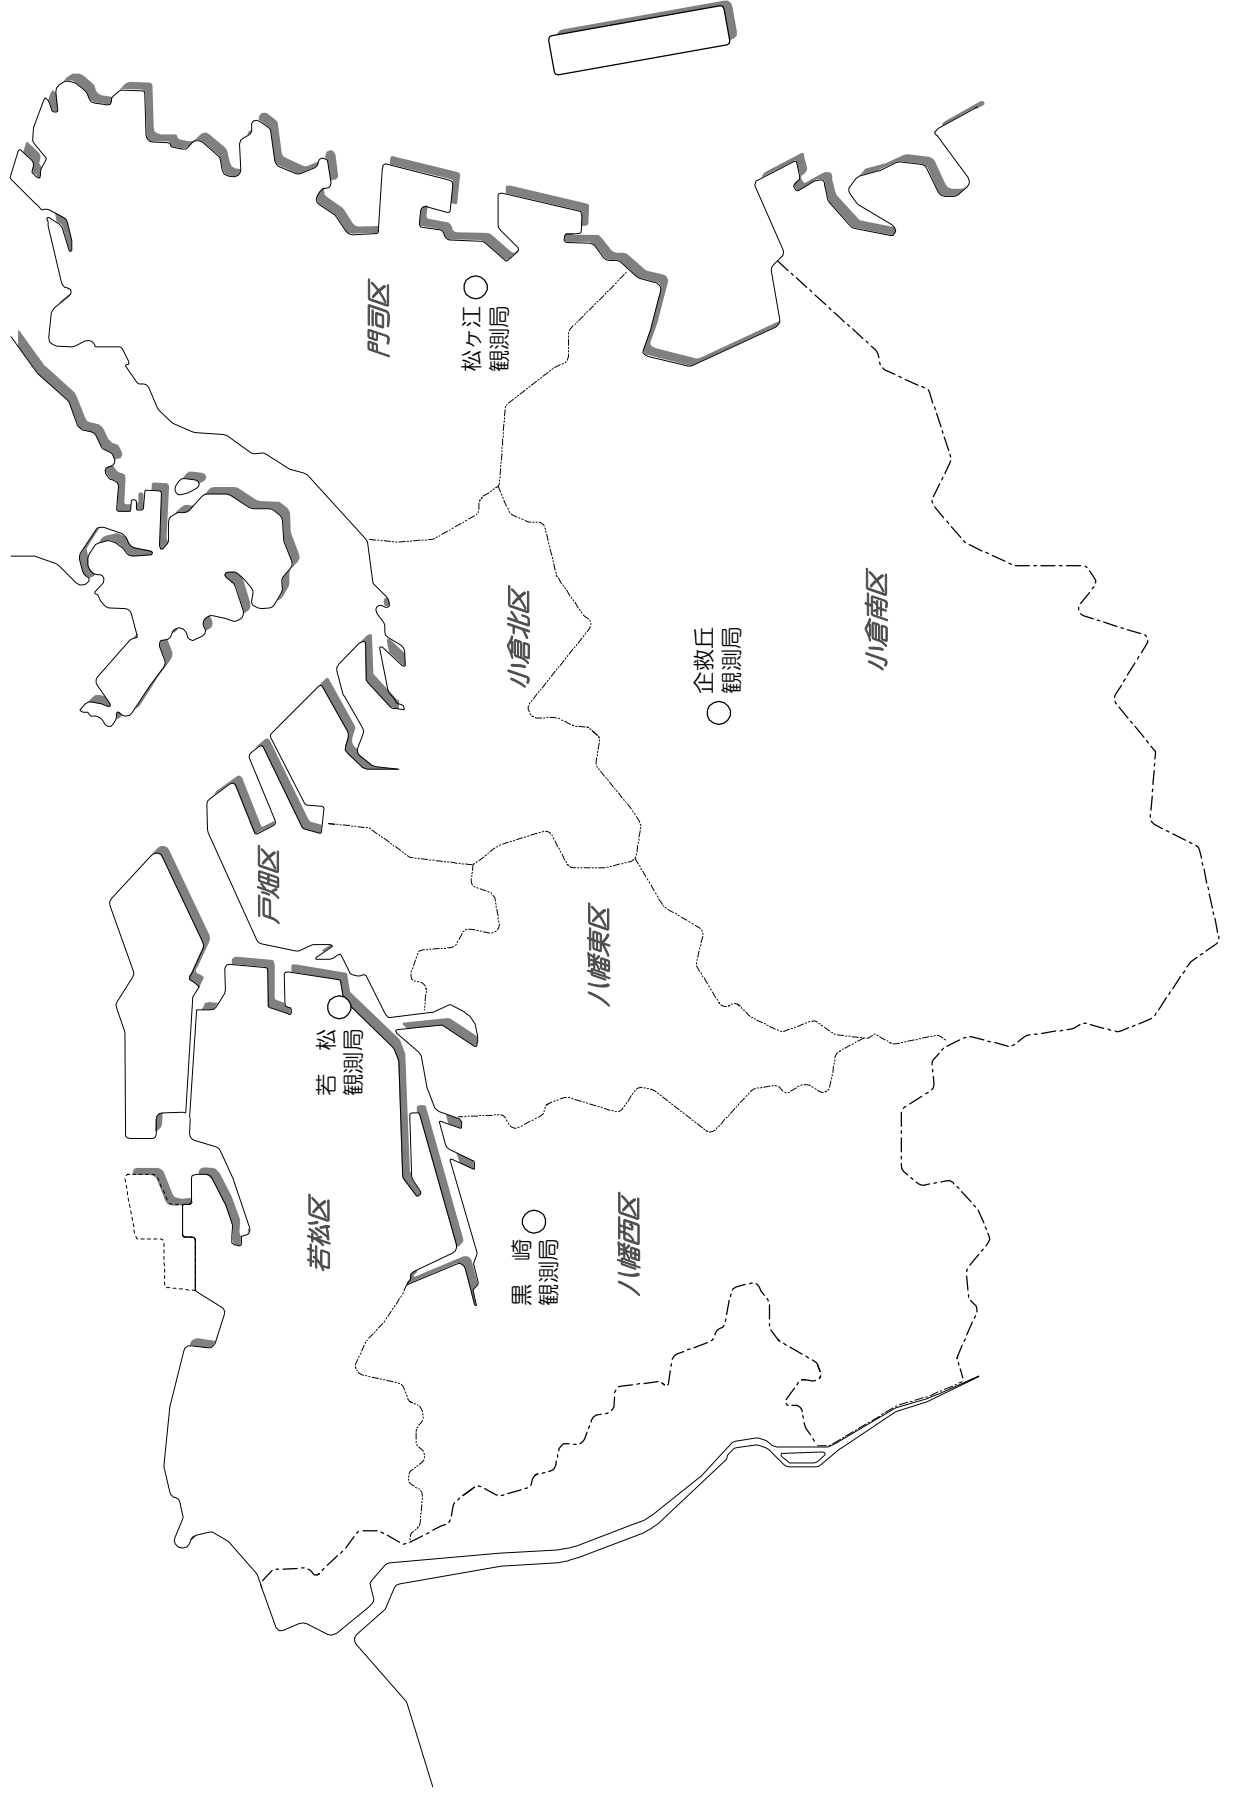 門司区
松ヶ江
観測局
小倉北区
企救丘
観測局
小倉南区
戸畑区
八幡東区
若　松
観測局
若松区
黒　崎
観測局
八幡西区